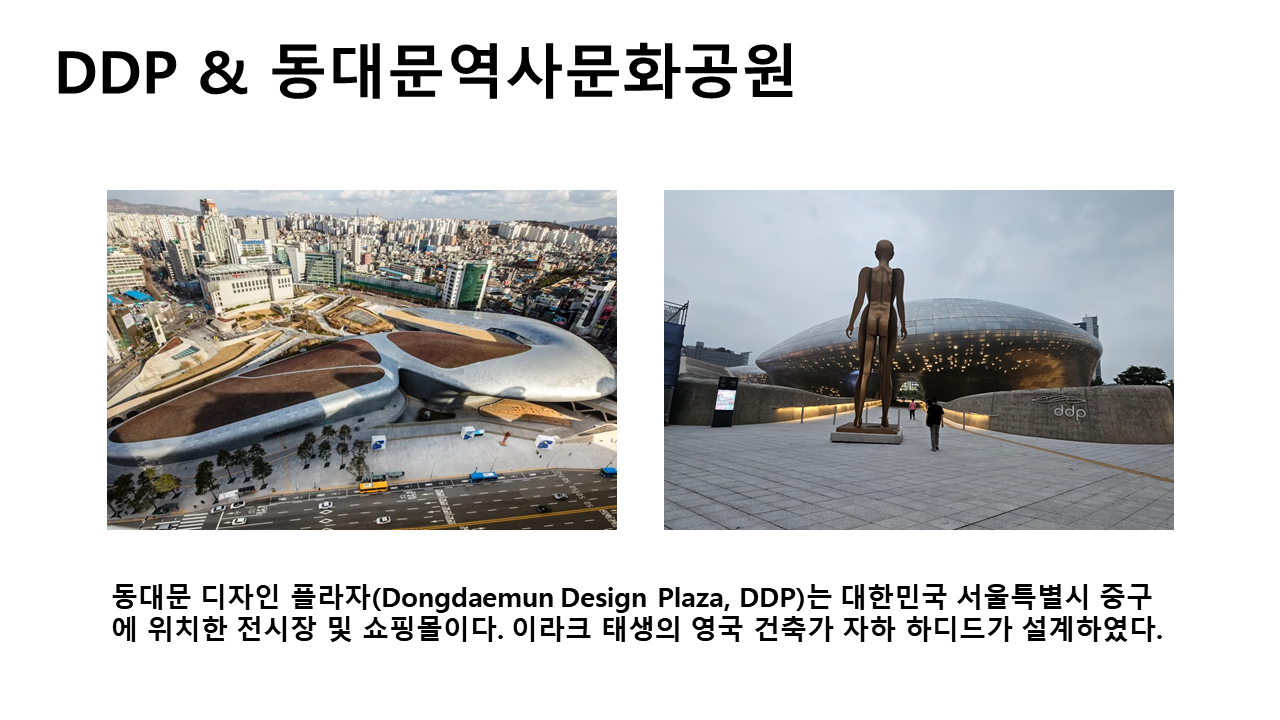 DDP & 동대문역사문화공원
ddp
동대문 디자인 플라자(Dongdaemun Design Plaza, DDP)는 대한민국 서울특별시 중구
에 위치한 전시장 및 쇼핑몰이다. 이라크 태생의 영국 건축가 자하 하디드가 설계하였다.